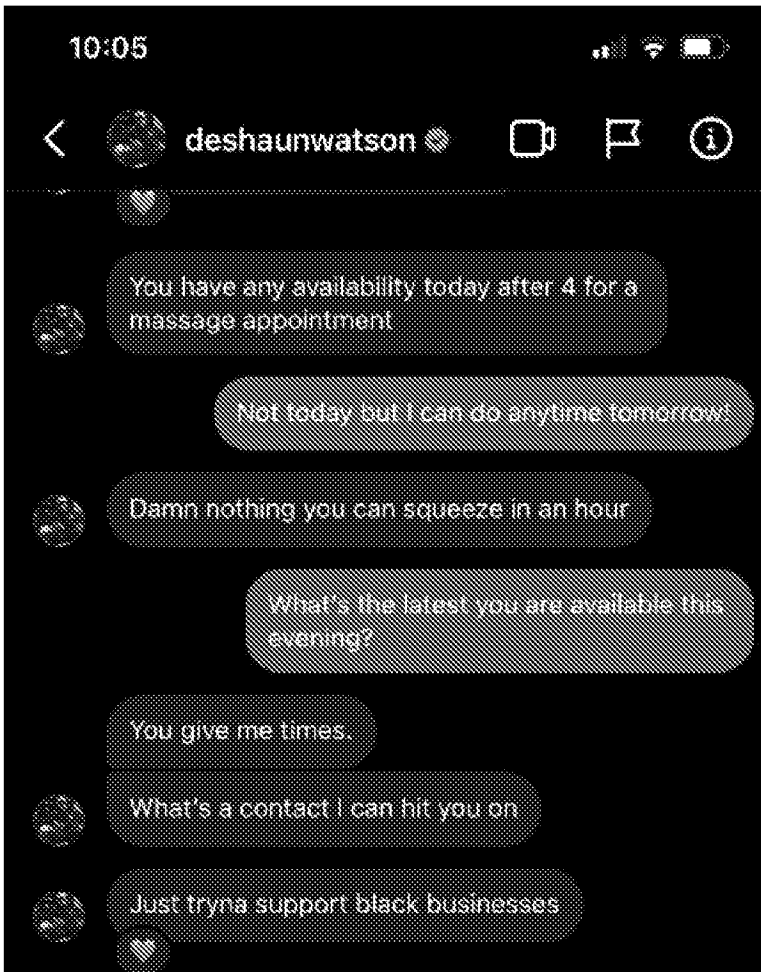 10:05
deshaunwatson
You have any availability today after 4 for a
massage appointment
Not today but I can do anytime tomorrow!
Damn nothing you can squeeze in an hour
What's the latest you are available this
evening?
You give me times.
What's a contact I can hit you on
Just tryna support black businesses